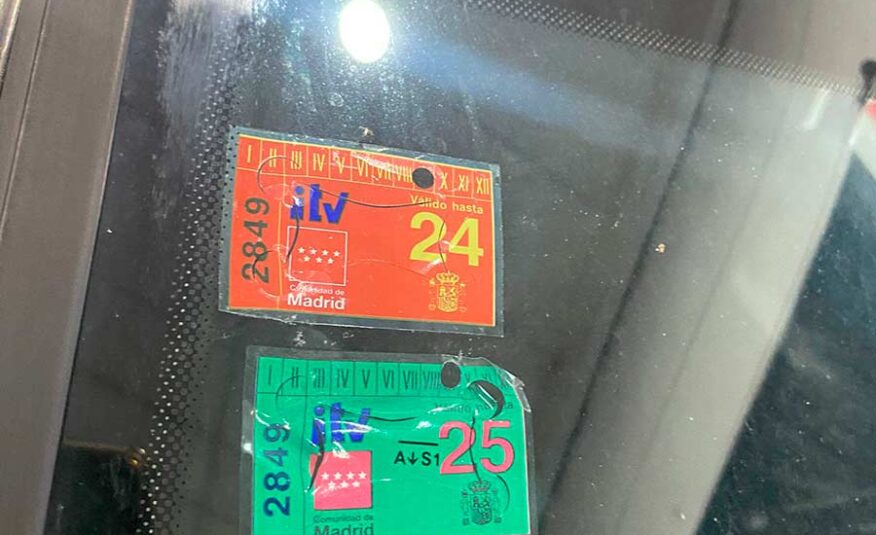 I II III IV V VI VII VIII X XI XII
itv
Válido hasta
24
2849
Comunidad de
Madrid
I II III IV V VI VII VIII
itv
25
A↓S1
2849
Comunidad de
Madrid